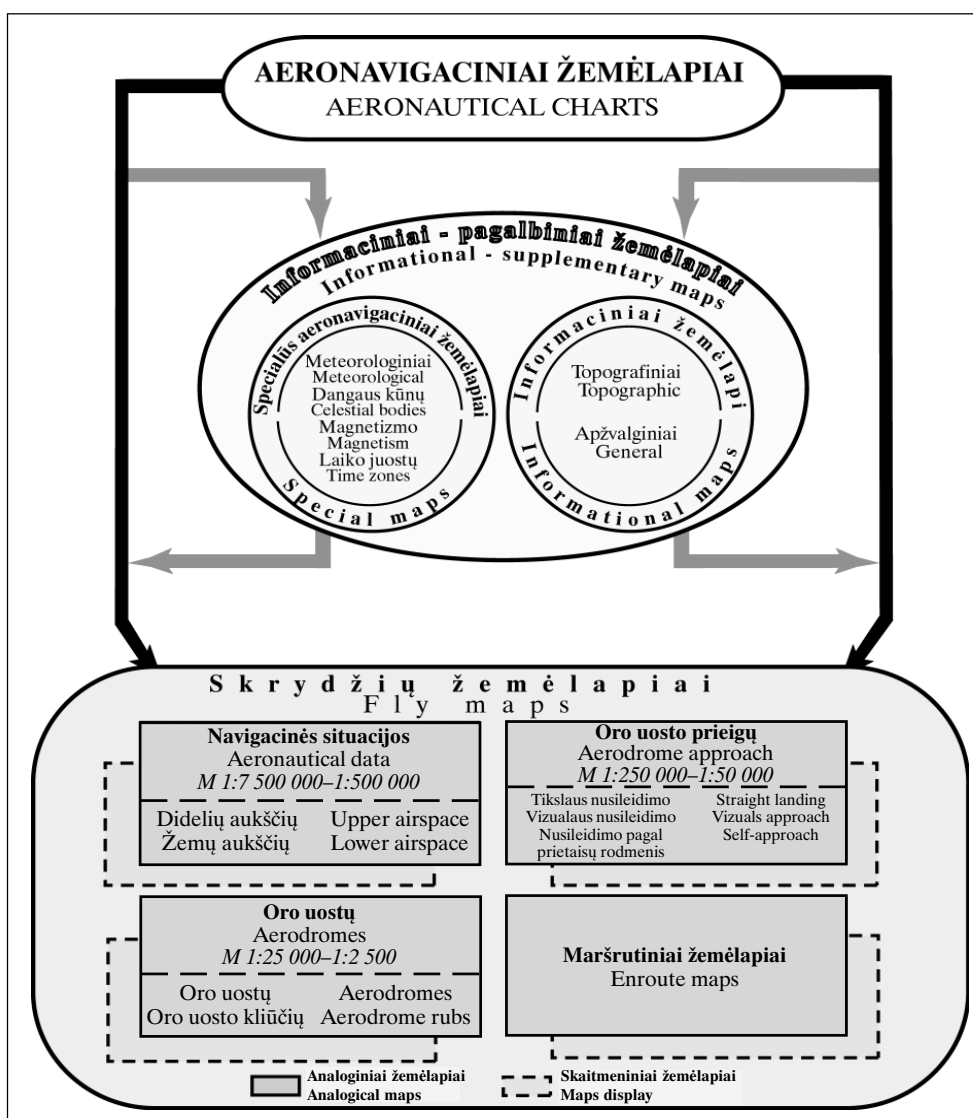 AERONAVIGACINIAI ŽEMĖLAPIAI
AERONAUTICAL CHARTS
Informaciniai - pagalbiniai žemėlapiai
Informational - supplementary maps
Specialūs aeronavigaciniai žemėlapiai
Meteorologiniai
Meteorological
Dangaus kūnų
Celestial bodies
Magnetizmo
Magnetism
Laiko juostų
Time zones
Special maps
Informaciniai žemėlapi
Topografiniai
Topographic
Apžvalginiai
General
Informational maps
Skrydžių žemėlapiai
Fly maps
Navigacinės situacijos
Aeronautical data
M 1:7 500 000–1:500 000
Didelių aukščių Upper airspace
Žemų aukščių Lower airspace
Oro uosto prieigų
Aerodrome approach
M 1:250 000–1:50 000
Tikslaus nusileidimo Straight landing
Vizualaus nusileidimo Vizuals approach
Nusileidimo pagal Self-approach
prietaisų rodmenis
Oro uostų
Aerodromes
M 1:25 000–1:2 500
Oro uostų Aerodromes
Oro uosto kliūčių Aerodrome rubs
Maršrutiniai žemėlapiai
Enroute maps
Analoginiai žemėlapiai
Analogical maps
Skaitmeniniai žemėlapiai
Maps display